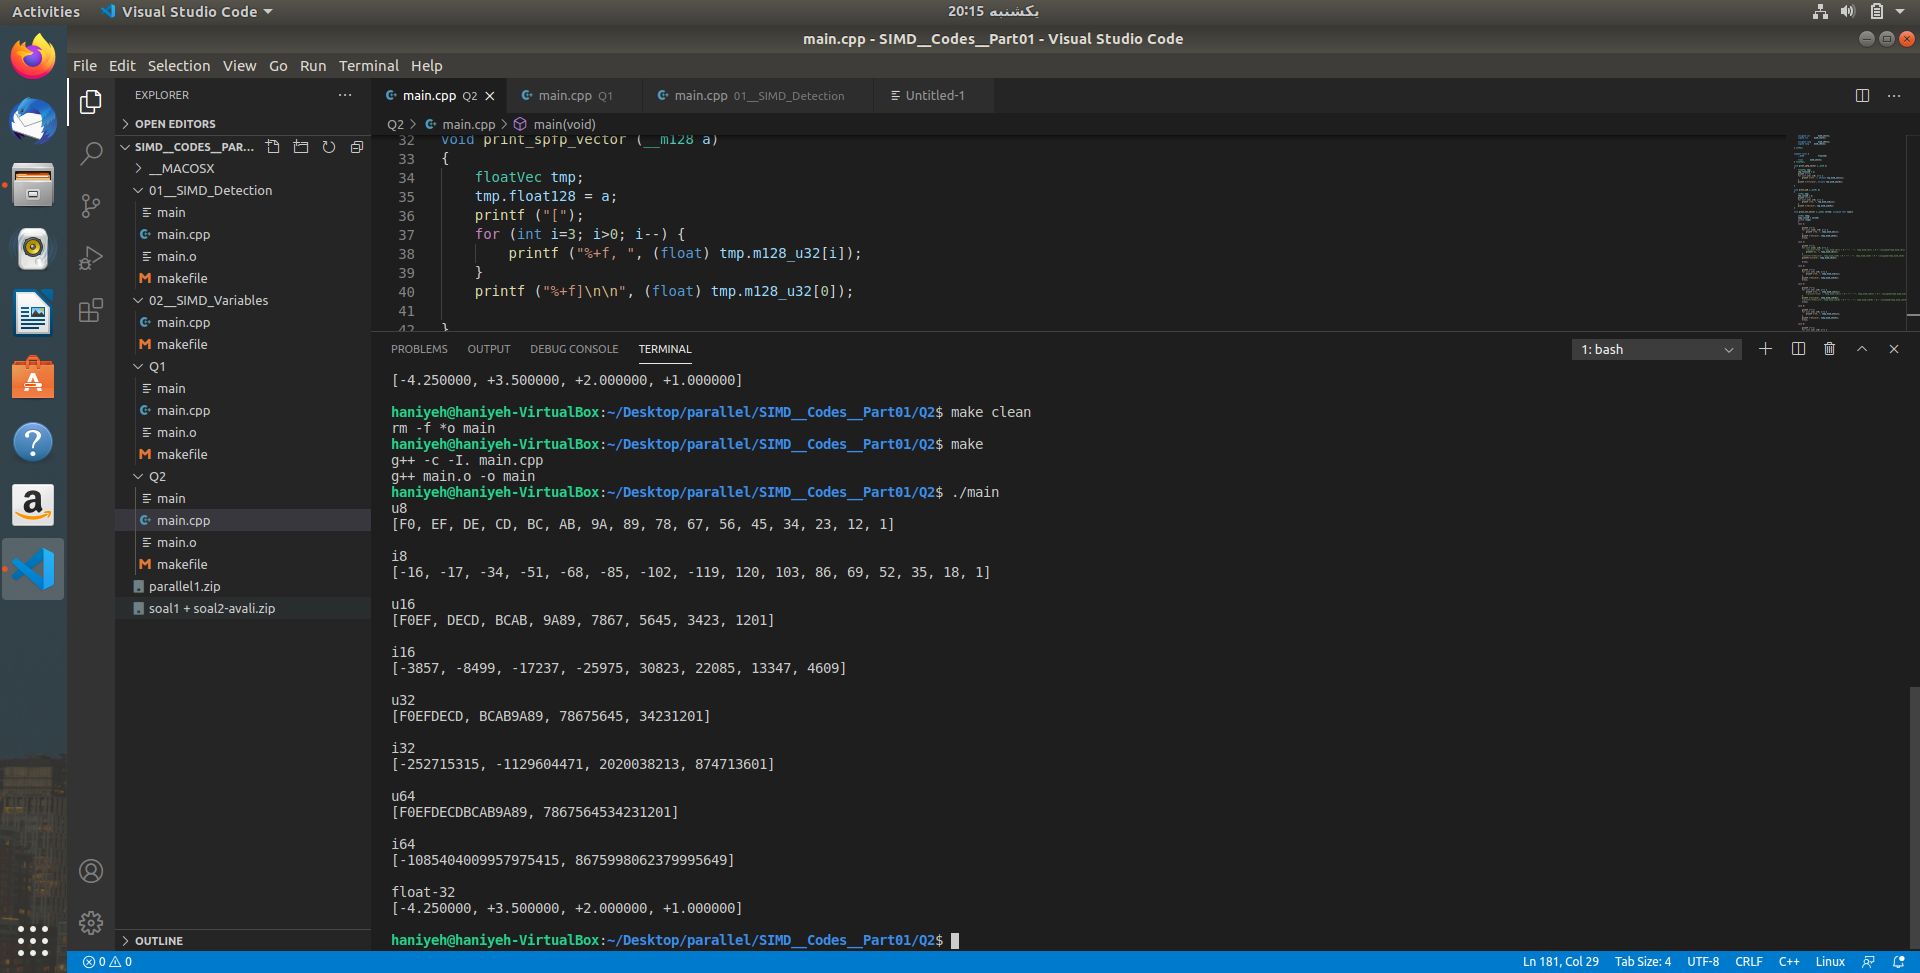 Activities
Visual Studio Code
یکشنبه 20:15
main.cpp - SIMD__Codes__Part01 - Visual Studio Code
File Edit Selection View Go Run Terminal Help
EXPLORER
OPEN EDITORS
SIMD__CODES__PAR...
__MACOSX
01__SIMD_Detection
main
main.cpp
main.o
makefile
02__SIMD_Variables
main.cpp
makefile
Q1
main
main.cpp
main.o
makefile
Q2
main
main.cpp
main.o
makefile
parallel1.zip
soal1 + soal2-avali.zip
OUTLINE
main.cpp Q2
main.cpp Q1
main.cpp 01__SIMD_Detection
Untitled-1
Q2 > main.cpp > main(void)
32 void print_spfp_vector (__m128 a)
33 {
34 floatVec tmp;
35 tmp.float128 = a;
36 printf ("[");
37 for (int i=3; i>0; i--) {
38 printf ("%+f, ", (float) tmp.m128_u32[i]);
39 }
40 printf ("%+f]\n\n", (float) tmp.m128_u32[0]);
41
42 }
PROBLEMS OUTPUT DEBUG CONSOLE TERMINAL
1: bash
[-4.250000, +3.500000, +2.000000, +1.000000]
haniyeh@haniyeh-VirtualBox:~/Desktop/parallel/SIMD__Codes__Part01/Q2$ make clean
rm -f *o main
haniyeh@haniyeh-VirtualBox:~/Desktop/parallel/SIMD__Codes__Part01/Q2$ make
g++ -c -I. main.cpp
g++ main.o -o main
haniyeh@haniyeh-VirtualBox:~/Desktop/parallel/SIMD__Codes__Part01/Q2$ ./main
u8
[F0, EF, DE, CD, BC, AB, 9A, 89, 78, 67, 56, 45, 34, 23, 12, 1]
i8
[-16, -17, -34, -51, -68, -85, -102, -119, 120, 103, 86, 69, 52, 35, 18, 1]
u16
[F0EF, DECD, BCAB, 9A89, 7867, 5645, 3423, 1201]
i16
[-3857, -8499, -17237, -25975, 30823, 22085, 13347, 4609]
u32
[F0EFDECD, BCAB9A89, 78675645, 34231201]
i32
[-252715315, -1129604471, 2020038213, 874713601]
u64
[F0EFDECDBCAB9A89, 7867564534231201]
i64
[-1085404009957975415, 8675998062379995649]
float-32
[-4.250000, +3.500000, +2.000000, +1.000000]
haniyeh@haniyeh-VirtualBox:~/Desktop/parallel/SIMD__Codes__Part01/Q2$
0 0
Ln 181, Col 29 Tab Size: 4 UTF-8 CRLF C++ Linux